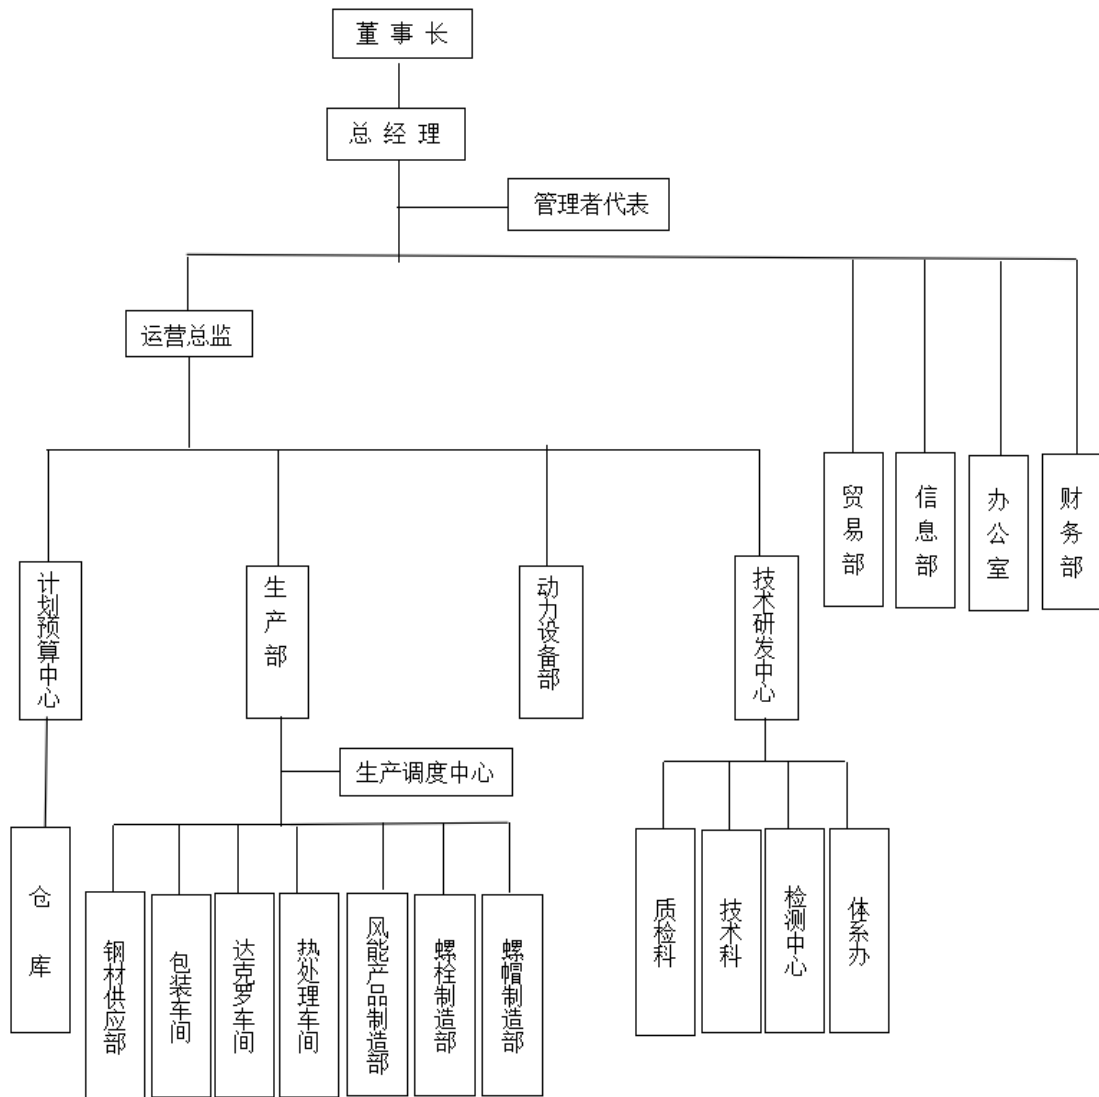 董事长
总经理
管理者代表
运营总监
贸易部
信息部
办公室
财务部
计划预算中心
生产部
动力设备部
技术研发中心
生产调度中心
仓库
钢材供应部
包装车间
达克罗车间
热处理车间
风能产品制造部
螺栓制造部
螺帽制造部
质检科
技术科
检测中心
体系办